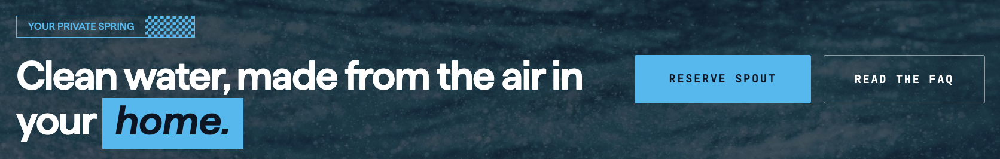 YOUR PRIVATE SPRING
Clean water, made from the air in
your home.
RESERVE SPOUT
READ THE FAQ